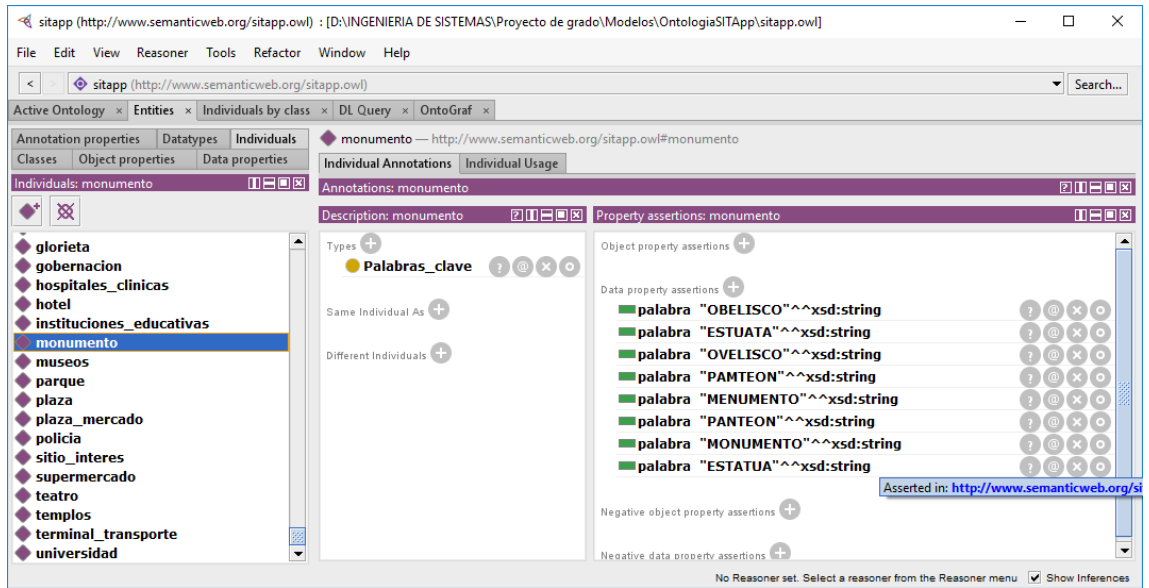 sitapp (http://www.semanticweb.org/sitapp.owl) : [D:\INGENIERIA DE SISTEMAS\Proyecto de grado\Modelos\OntologiaSITApp\sitapp.owl]
File Edit View Reasoner Tools Refactor Window Help
< > sitapp (http://www.semanticweb.org/sitapp.owl) Search...
Active Ontology × Entities × Individuals by class × DL Query × OntoGraf ×
Annotation properties Datatypes Individuals
Classes Object properties Data properties
monumento — http://www.semanticweb.org/sitapp.owl#monumento
Individual Annotations Individual Usage
Individuals: monumento
Annotations: monumento
glorieta
gobernacion
hospitales_clinicas
hotel
instituciones_educativas
monumento
museos
parque
plaza
plaza_mercado
policia
sitio_interes
supermercado
teatro
templos
terminal_transporte
universidad
Description: monumento
Types
Palabras_clave
Same Individual As
Different Individuals
Property assertions: monumento
Object property assertions
Data property assertions
palabra "OBELISCO"^^xsd:string
palabra "ESTUATA"^^xsd:string
palabra "OVELISCO"^^xsd:string
palabra "PAMTEON"^^xsd:string
palabra "MENUMENTO"^^xsd:string
palabra "PANTEON"^^xsd:string
palabra "MONUMENTO"^^xsd:string
palabra "ESTATUA"^^xsd:string
Asserted in: http://www.semanticweb.org/si
Negative object property assertions
Negative data property assertions
No Reasoner set. Select a reasoner from the Reasoner menu Show Inferences